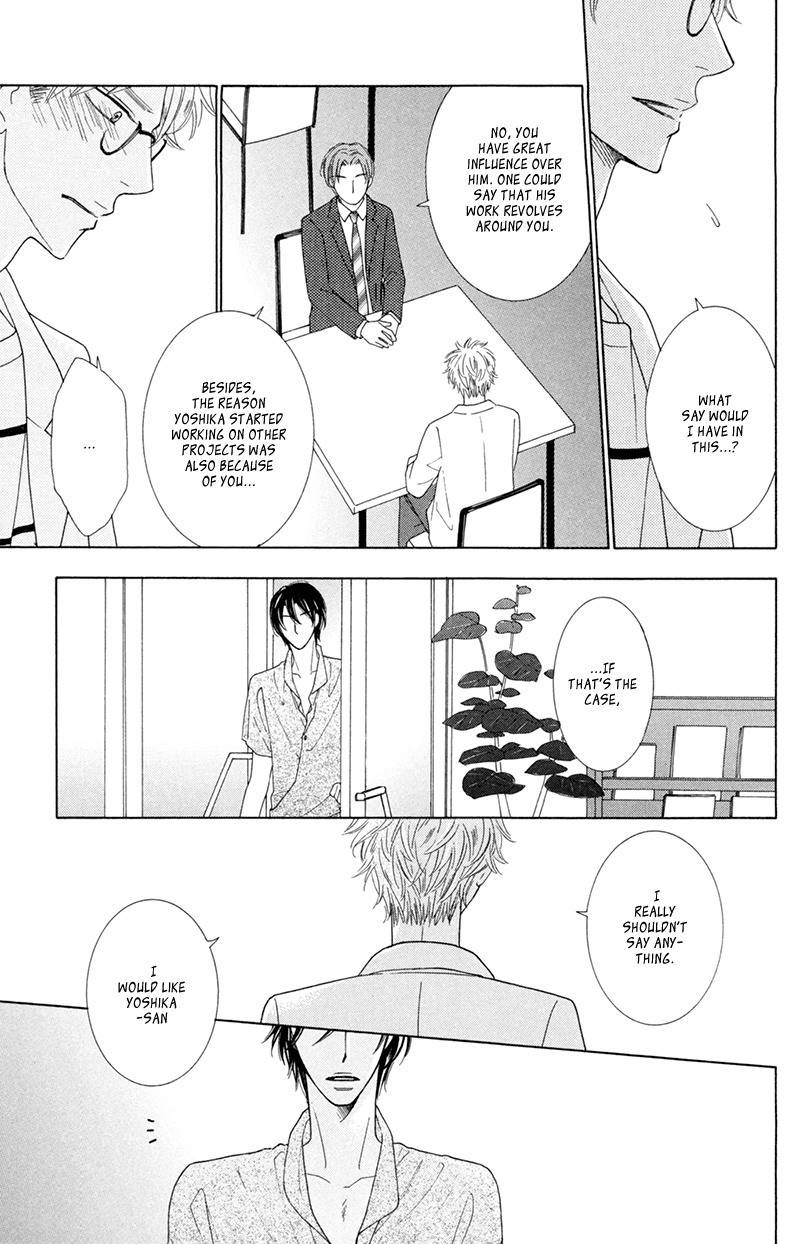 WHAT
SAY WOULD
I HAVE IN
THIS...?
NO, YOU
HAVE GREAT
INFLUENCE OVER
HIM. ONE COULD
SAY THAT HIS
WORK REVOLVES
AROUND YOU.
BESIDES,
THE REASON
YOSHIKA STARTED
WORKING ON OTHER
PROJECTS WAS
ALSO BECAUSE
OF YOU...
...
...IF
THAT'S THE
CASE,
I
REALLY
SHOULDN'T
SAY ANY-
THING.
I
WOULD LIKE
YOSHIKA
-SAN